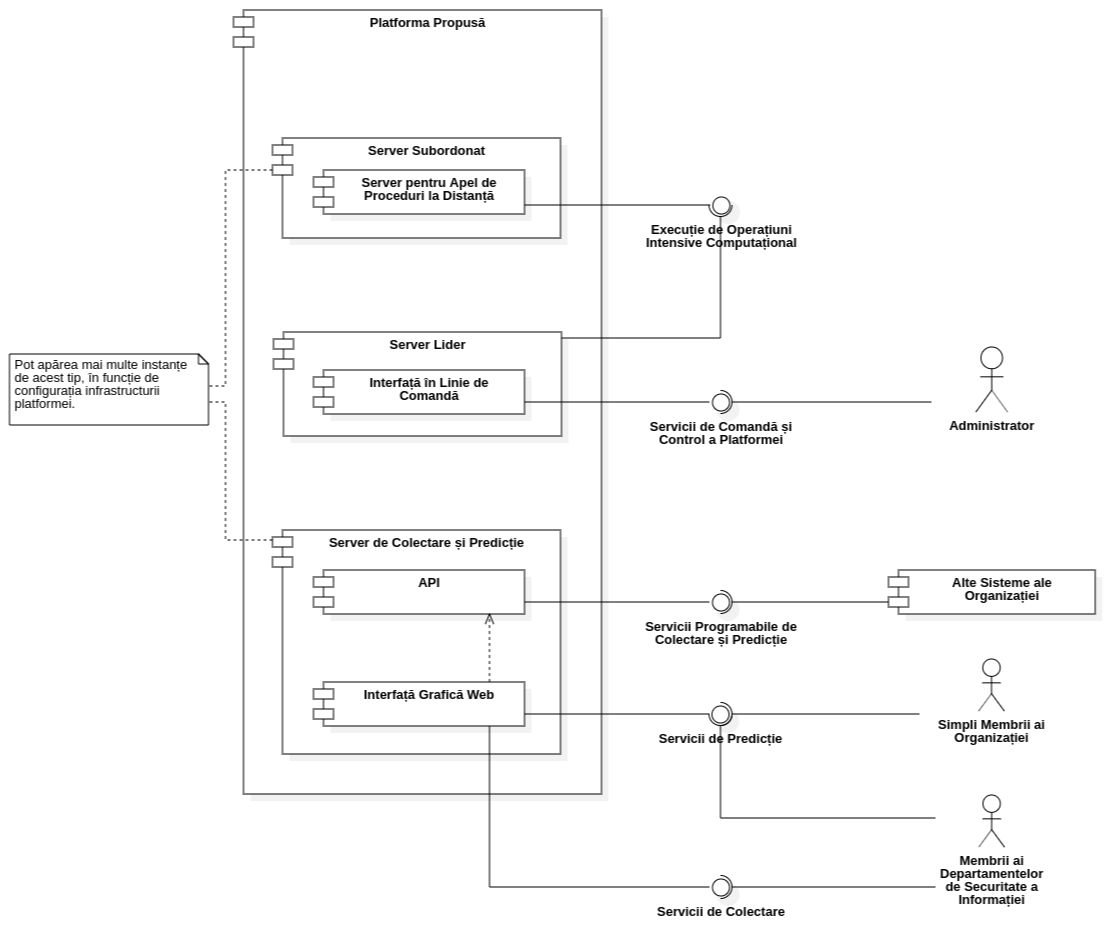 Platforma Propusă
Server Subordonat
Server pentru Apel de
Proceduri la Distanță
Execuție de Operațiuni
Intensive Computațional
Server Lider
Interfață în Linie de
Comandă
Pot apărea mai multe instanțe
de acest tip, în funcție de
configurația infrastructurii
platformei.
Servicii de Comandă și
Control a Platformei
Administrator
Server de Colectare și Predicție
API
Alte Sisteme ale
Organizației
Servicii Programabile de
Colectare și Predicție
Interfață Grafică Web
Servicii de Predicție
Simpli Membrii ai
Organizației
Membrii ai
Departamentelor
de Securitate a
Informației
Servicii de Colectare